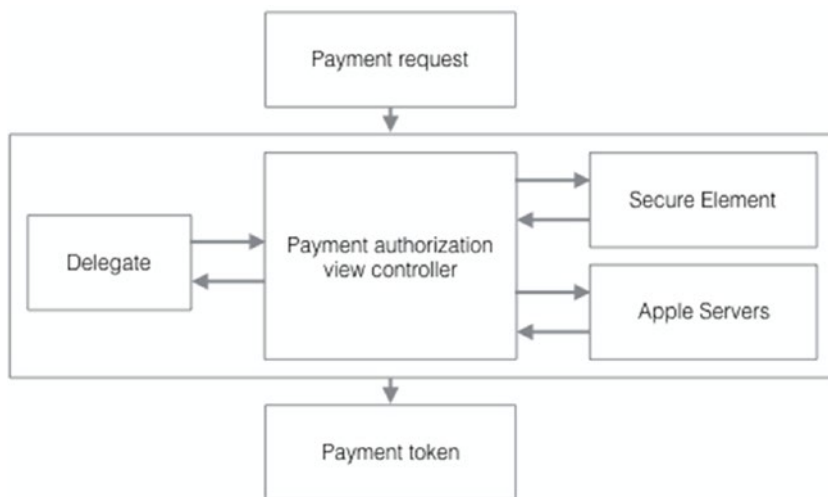 Payment request
Delegate
Payment authorization
view controller
Secure Element
Apple Servers
Payment token